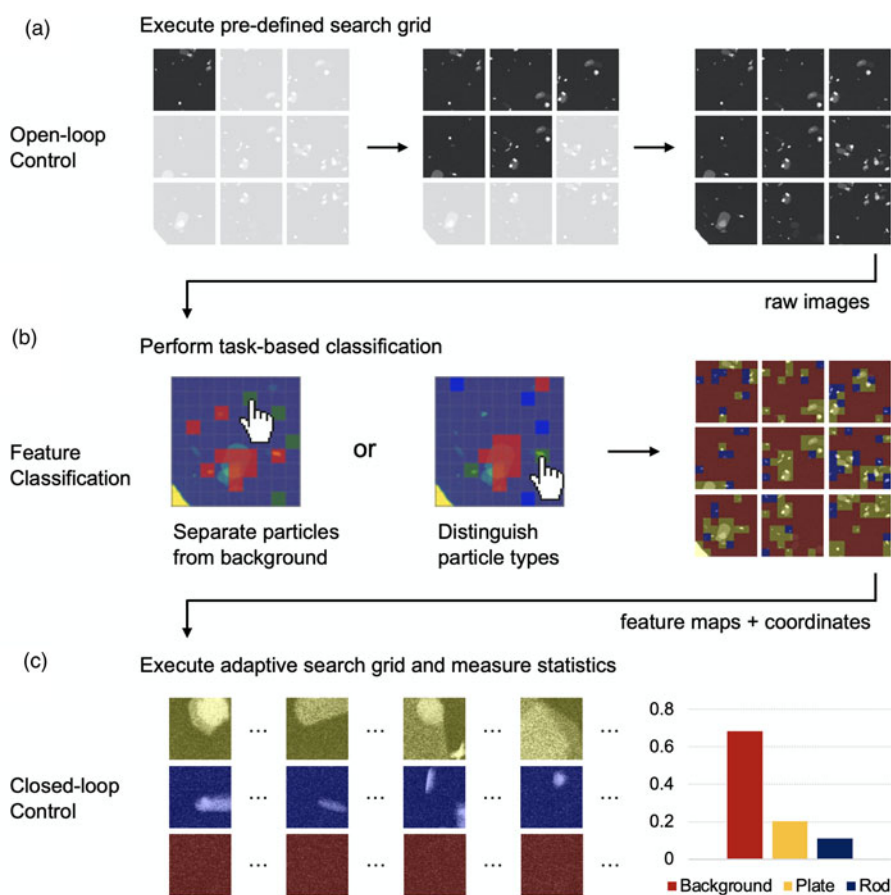 (a)
Execute pre-defined search grid
Open-loop
Control
raw images
(b)
Perform task-based classification
Feature
Classification
or
Separate particles
from background
Distinguish
particle types
feature maps + coordinates
(c)
Execute adaptive search grid and measure statistics
Closed-loop
Control
... ... ... ...
... ... ... ...
... ... ... ...
0.8
0.6
0.4
0.2
0
Background Plate Rod